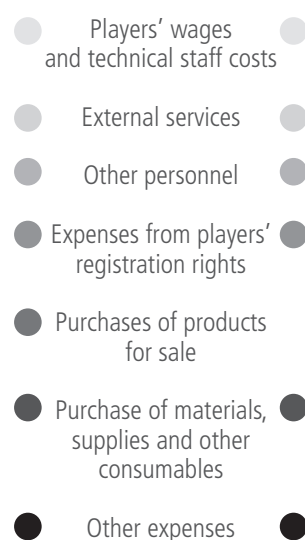 Players’ wages
and technical staff costs
External services
Other personnel
Expenses from players’
registration rights
Purchases of products
for sale
Purchase of materials,
supplies and other
consumables
Other expenses